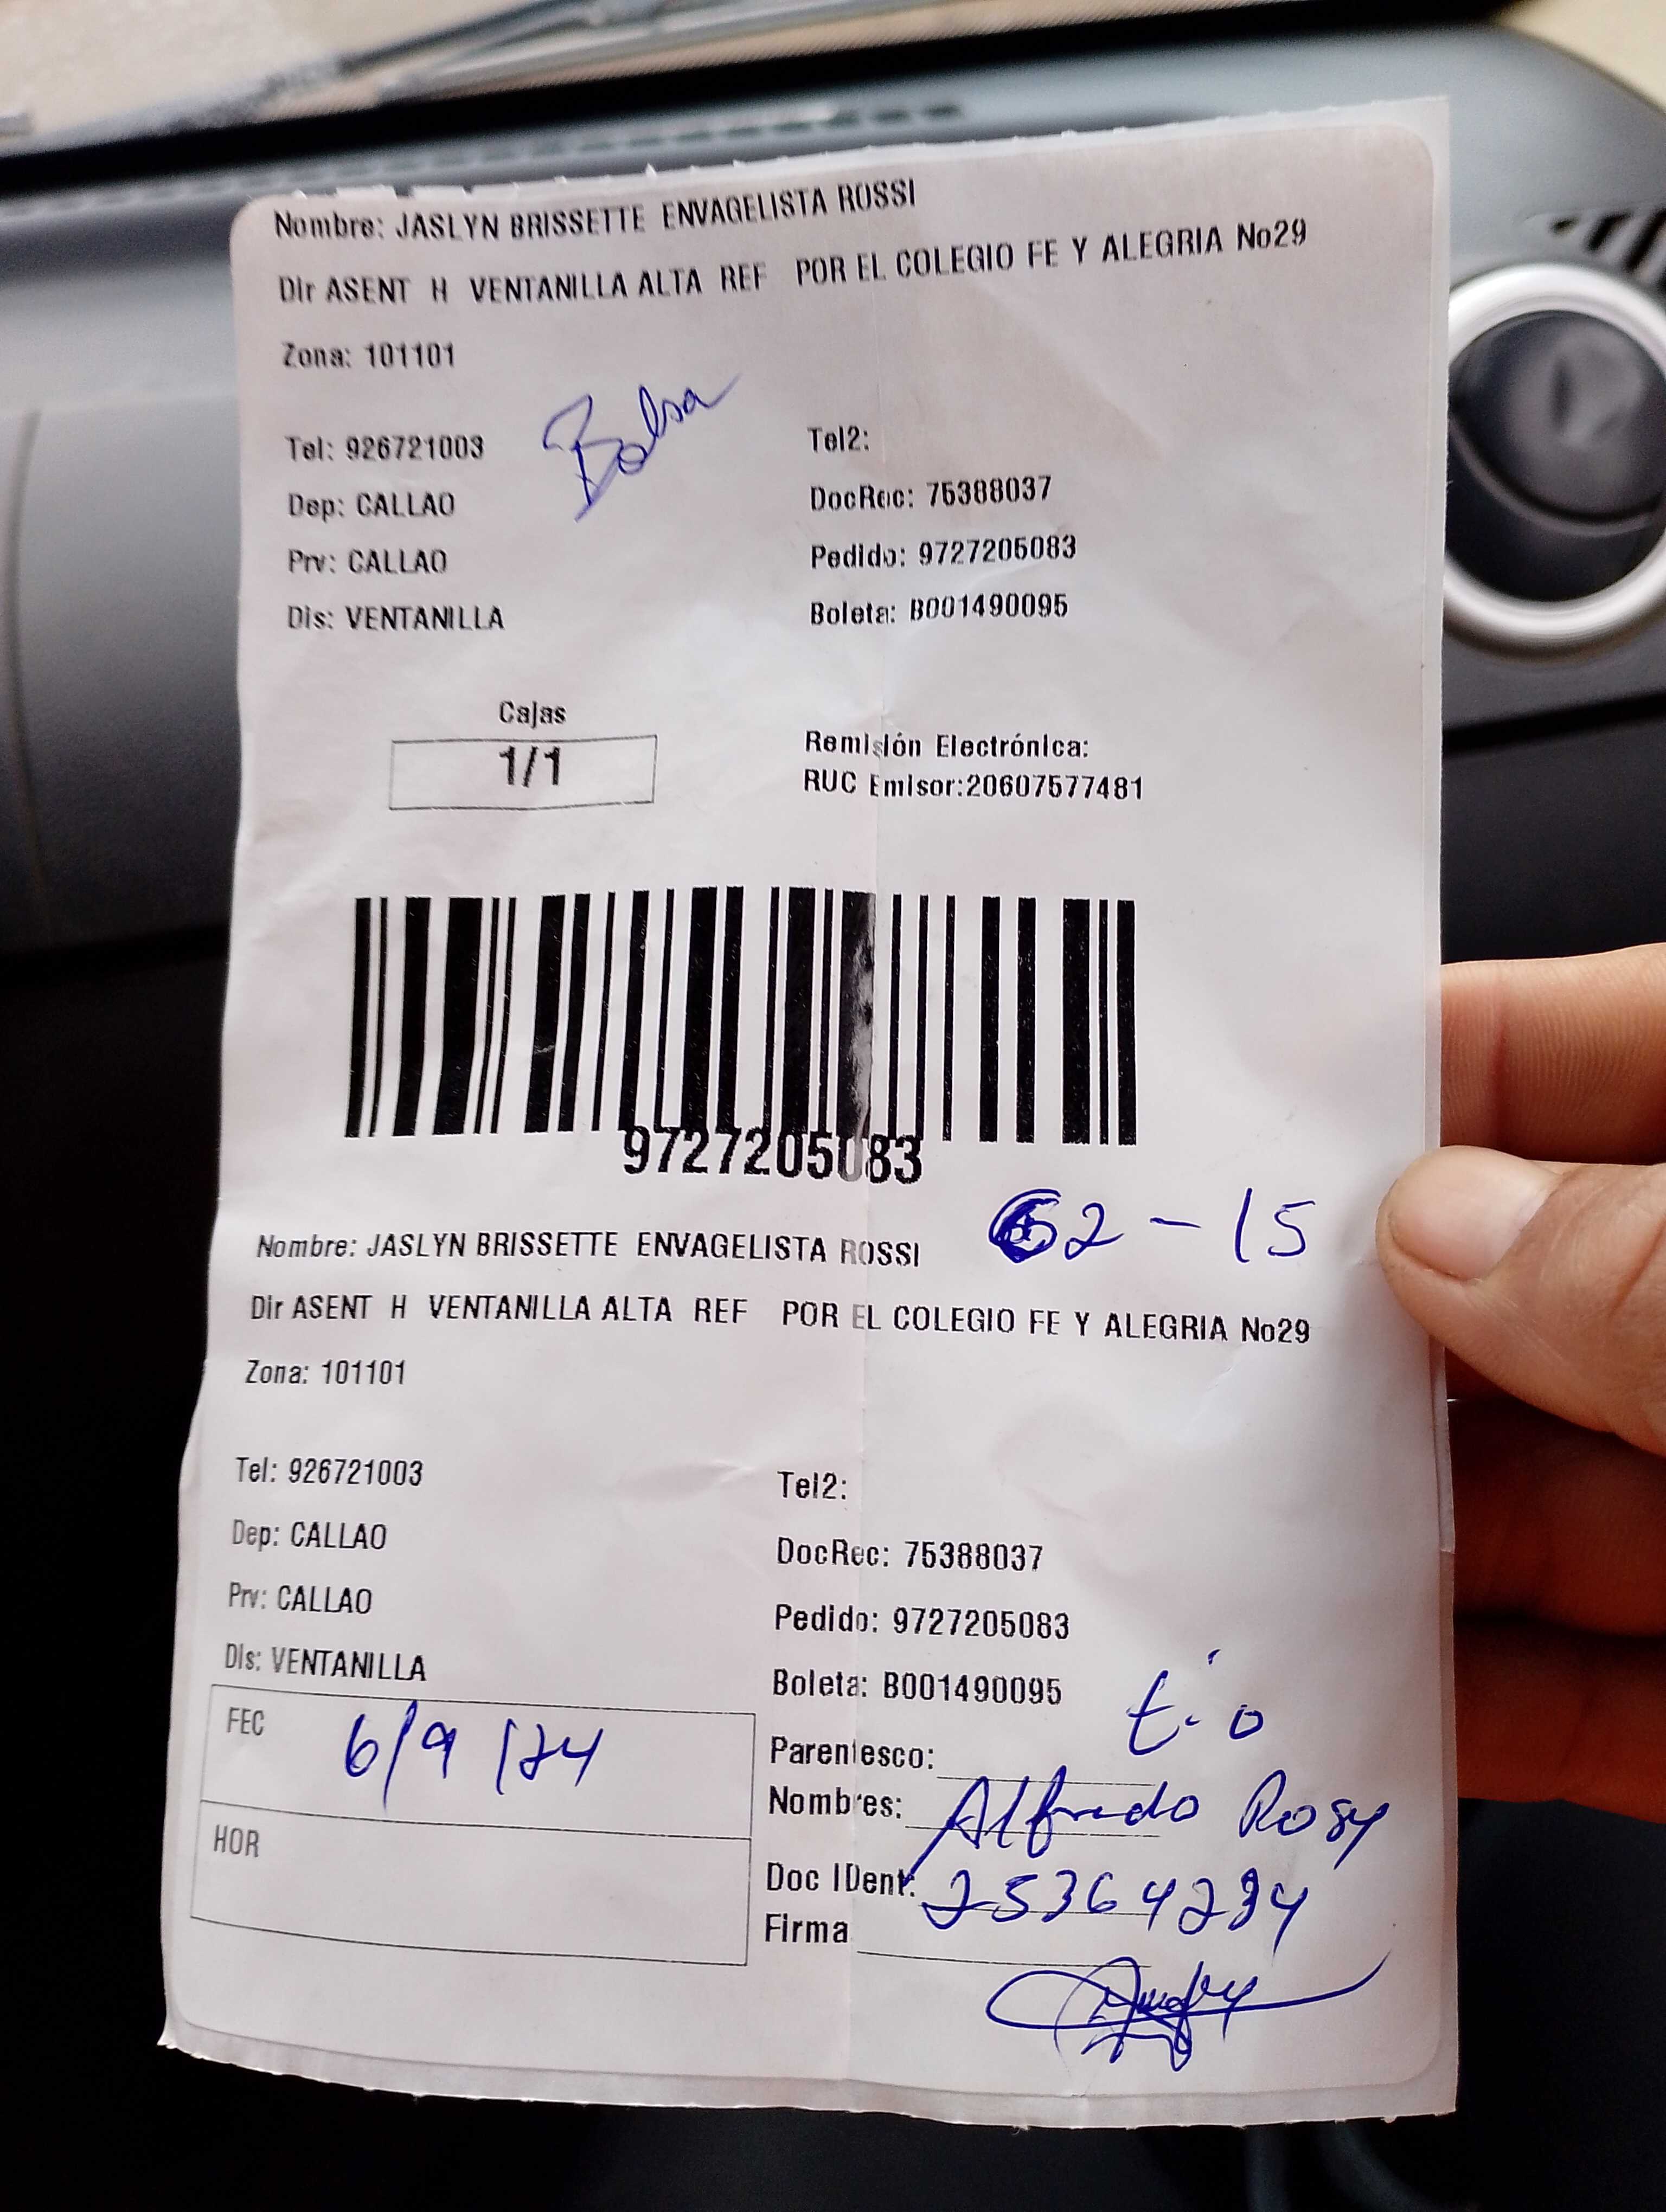 Nombre: JASLYN BRISSETTE ENVAGELISTA ROSSI
Dir ASENT H VENTANILLA ALTA REF POR EL COLEGIO FE Y ALEGRIA No29
Zona: 101101
Bolsa
Tel: 926721003 Tel2:
Dep: CALLAO DocRec: 75388037
Prv: CALLAO Pedido: 9727205083
Dis: VENTANILLA Boleta: B001490095
Cajas
1/1
Remisión Electrónica:
RUC Emisor:20607577481
9727205083
62-15
Nombre: JASLYN BRISSETTE ENVAGELISTA ROSSI
Dir ASENT H VENTANILLA ALTA REF POR EL COLEGIO FE Y ALEGRIA No29
Zona: 101101
Tel: 926721003 Tel2:
Dep: CALLAO DocRec: 75388037
Prv: CALLAO Pedido: 9727205083
Dis: VENTANILLA Boleta: B001490095
FEC 6/9/24
HOR
Parentesco: tio
Nombres: Alfredo Rosy
Doc IDent: 25364234
Firma